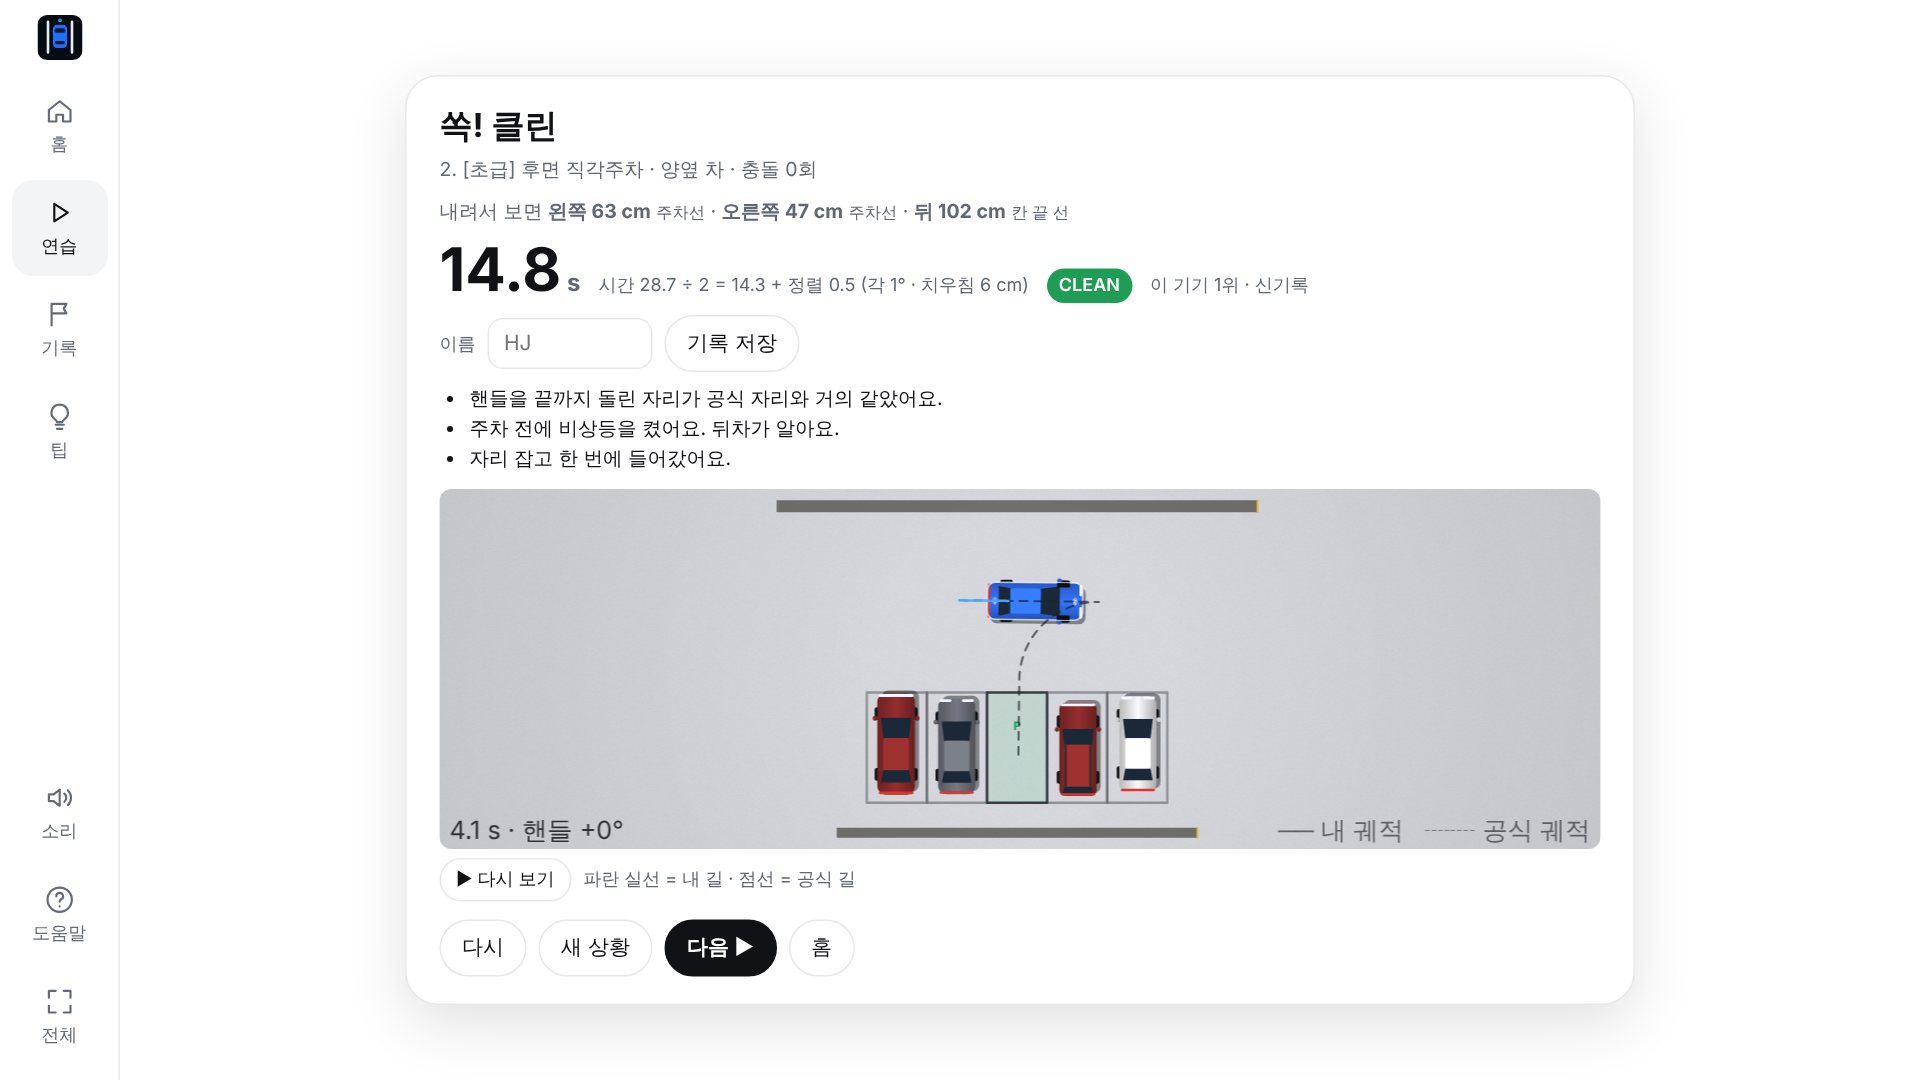 홈
연습
기록
팁
소리
도움말
전체
쏙! 클린
2. [초급] 후면 직각주차 · 양옆 차 · 충돌 0회
내려서 보면 왼쪽 63 cm 주차선 · 오른쪽 47 cm 주차선 · 뒤 102 cm 칸 끝 선
14.8 s 시간 28.7 ÷ 2 = 14.3 + 정렬 0.5 (각 1° · 치우침 6 cm) CLEAN 이 기기 1위 · 신기록
이름 HJ 기록 저장
• 핸들을 끝까지 돌린 자리가 공식 자리와 거의 같았어요.
• 주차 전에 비상등을 켰어요. 뒤차가 알아요.
• 자리 잡고 한 번에 들어갔어요.
P
4.1 s · 핸들 +0° ── 내 궤적 -------- 공식 궤적
▶ 다시 보기 파란 실선 = 내 길 · 점선 = 공식 길
다시 새 상황 다음 ▶ 홈